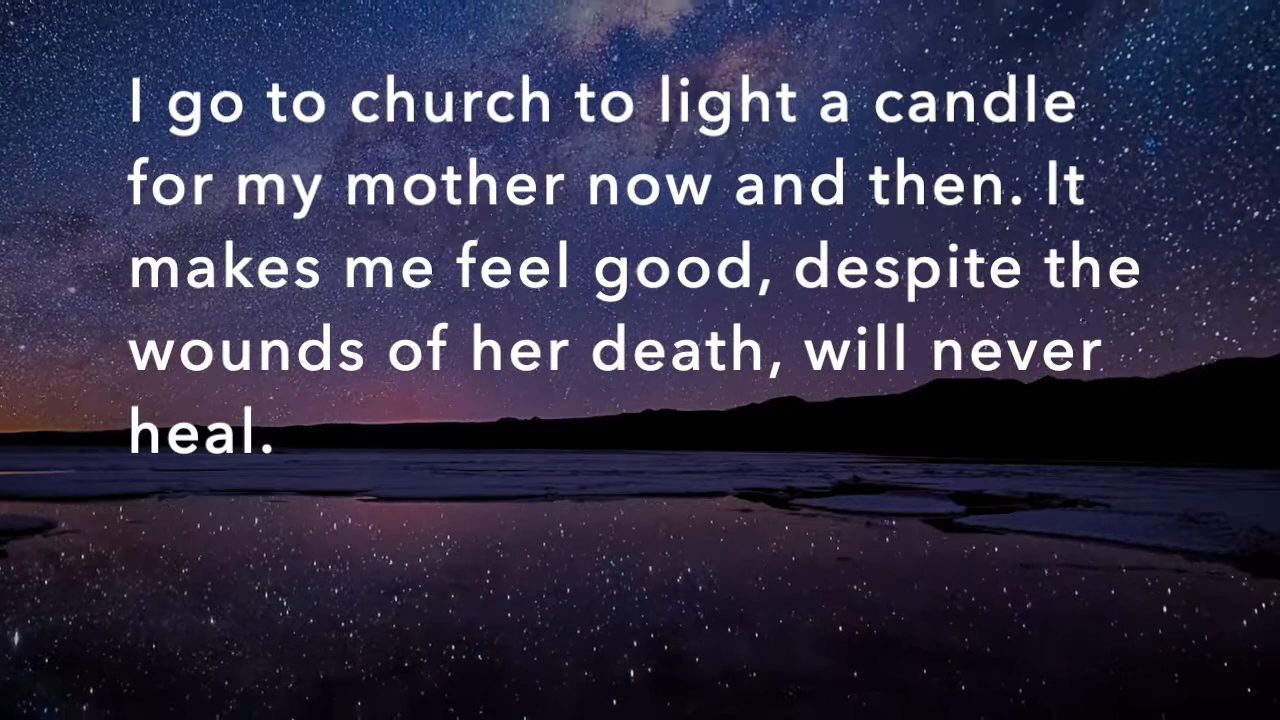 I go to church to light a candle
for my mother now and then. It
makes me feel good, despite the
wounds of her death, will never
heal.